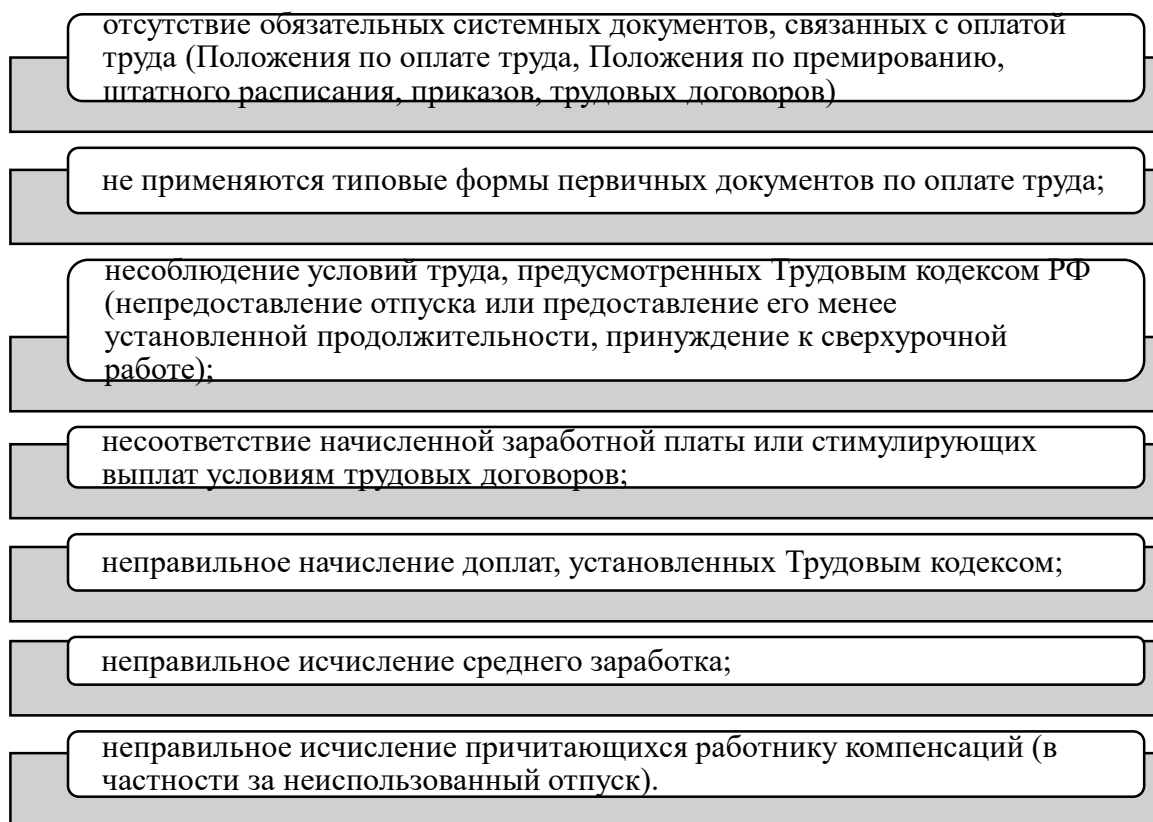 отсутствие обязательных системных документов, связанных с оплатой
труда (Положения по оплате труда, Положения по премированию,
штатного расписания, приказов, трудовых договоров)
не применяются типовые формы первичных документов по оплате труда;
несоблюдение условий труда, предусмотренных Трудовым кодексом РФ
(непредоставление отпуска или предоставление его менее
установленной продолжительности, принуждение к сверхурочной
работе);
несоответствие начисленной заработной платы или стимулирующих
выплат условиям трудовых договоров;
неправильное начисление доплат, установленных Трудовым кодексом;
неправильное исчисление среднего заработка;
неправильное исчисление причитающихся работнику компенсаций (в
частности за неиспользованный отпуск).